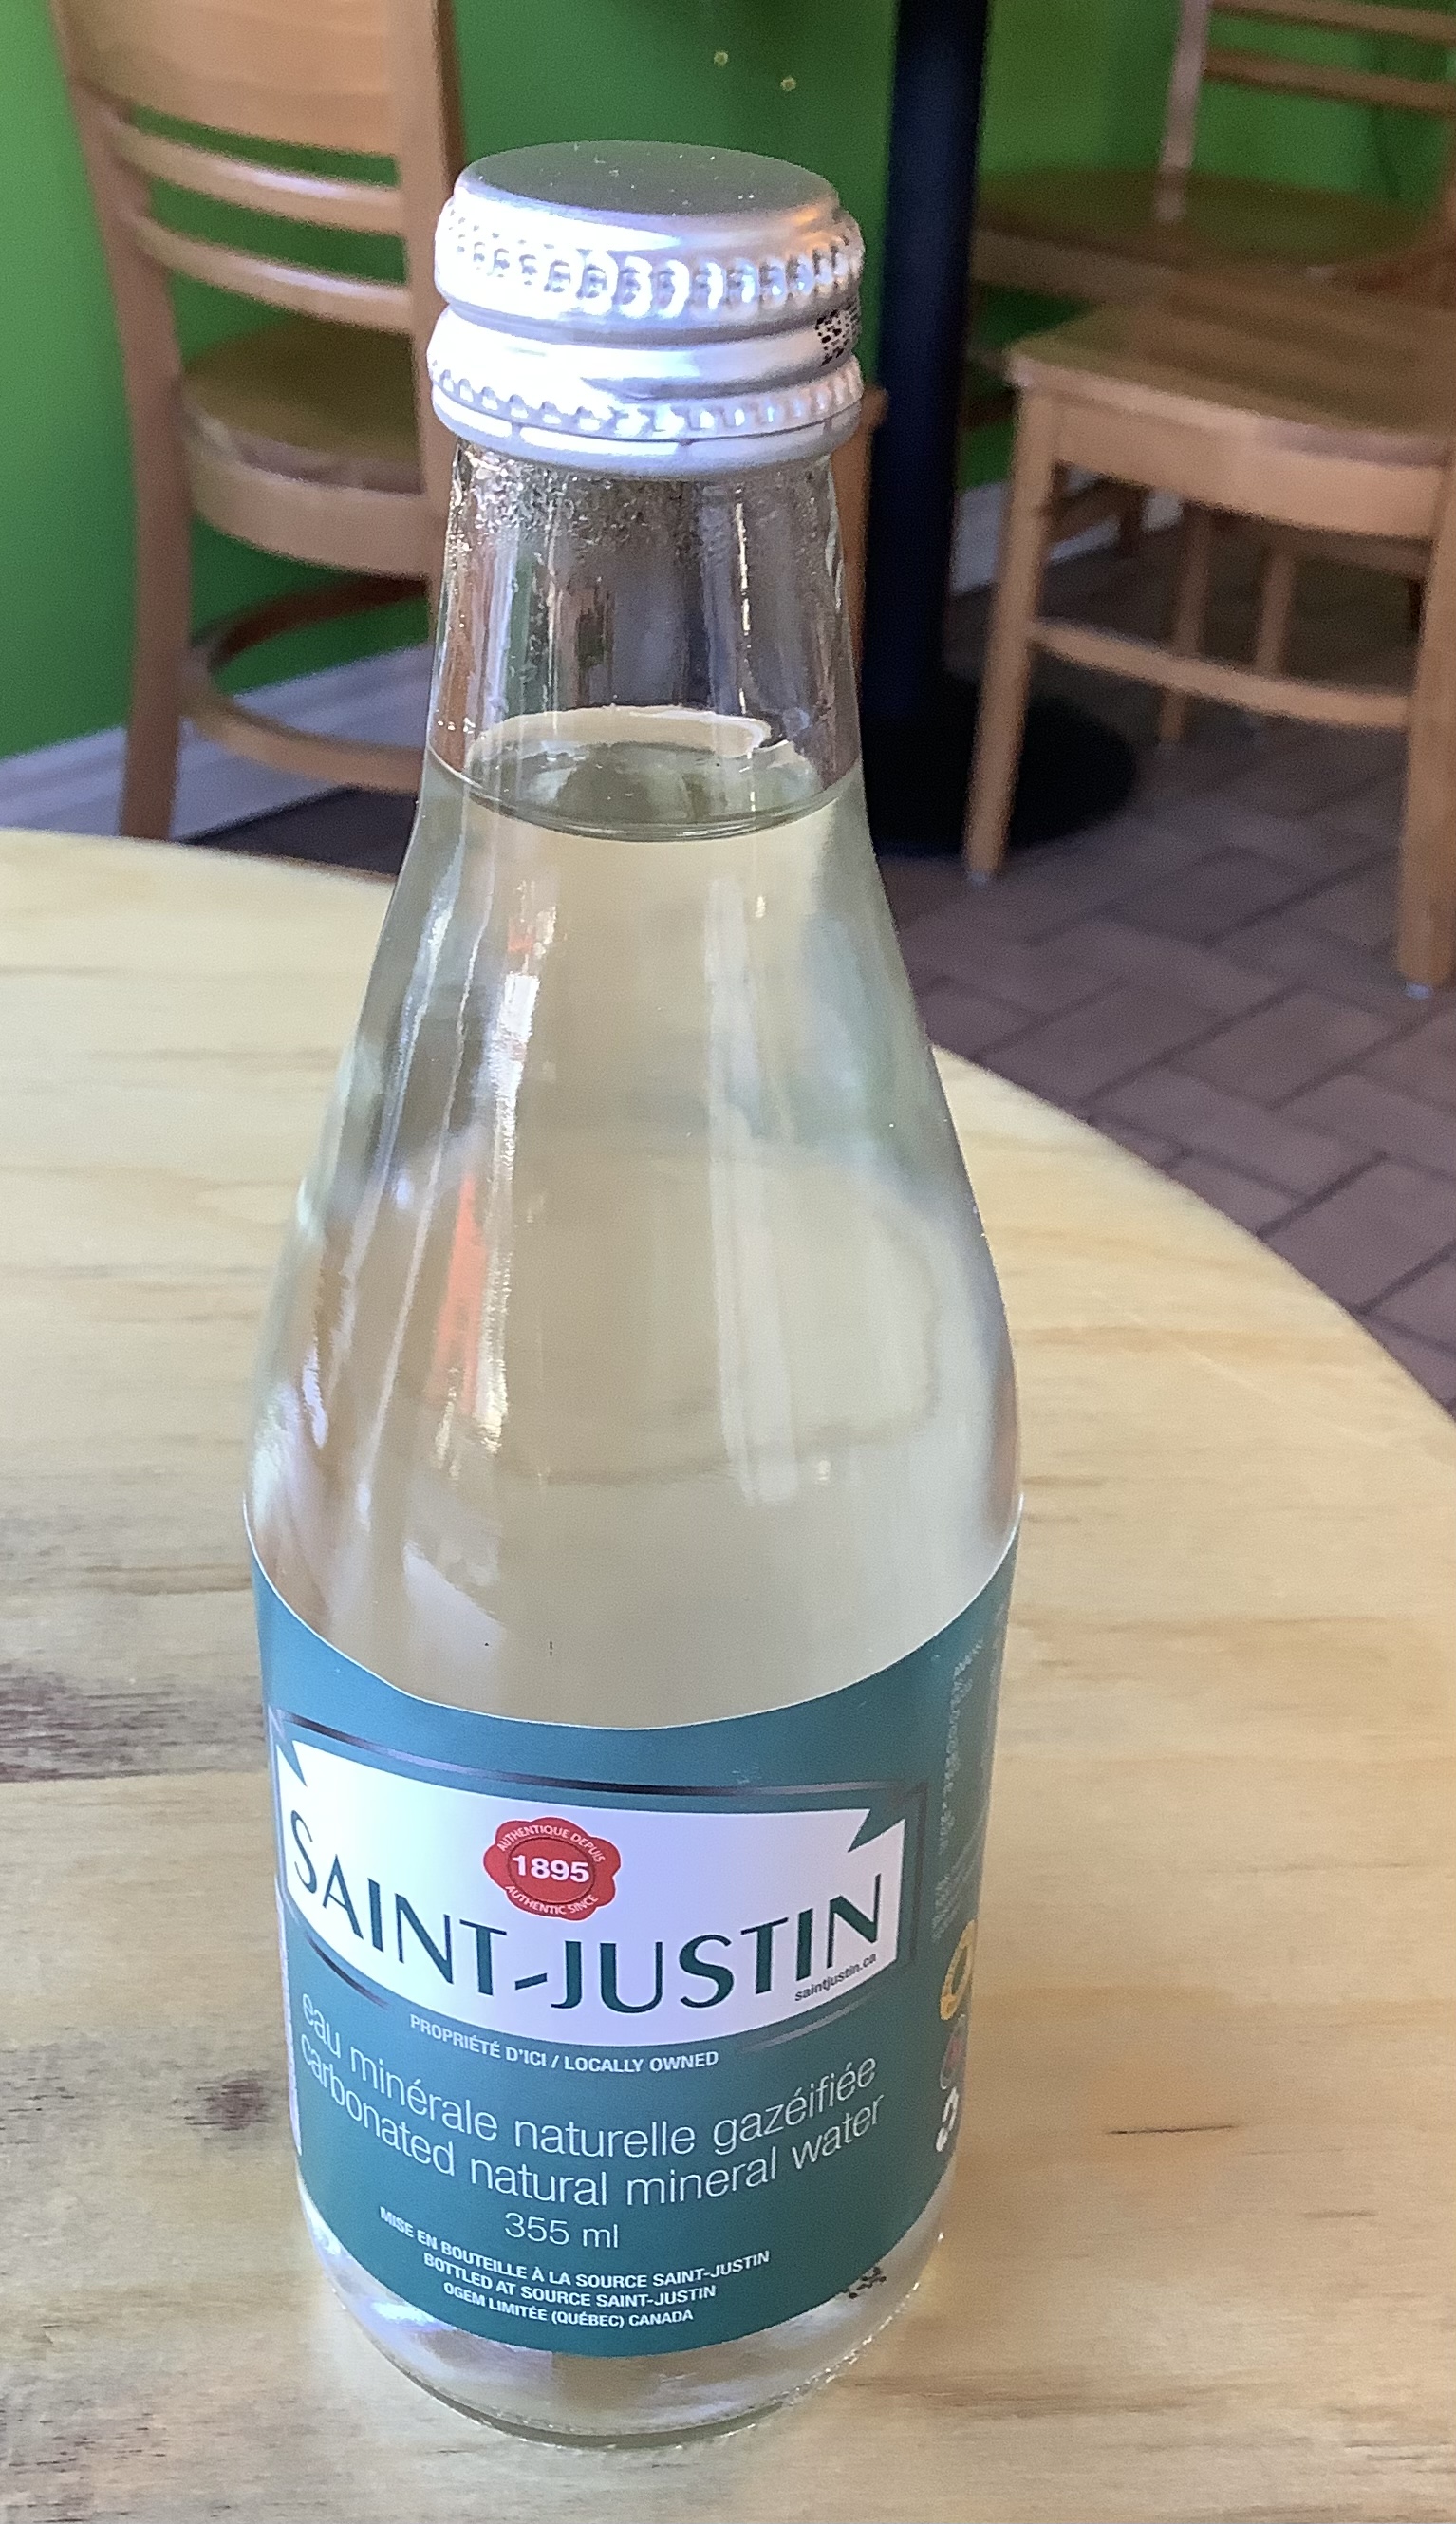 AUTHENTIQUE DEPUIS
1895
AUTHENTIC SINCE
SAINT-JUSTIN
saintjustin.ca
PROPRIÉTÉ D'ICI / LOCALLY OWNED
eau minérale naturelle gazéifiée
carbonated natural mineral water
355 ml
MISE EN BOUTEILLE À LA SOURCE SAINT-JUSTIN
BOTTLED AT SOURCE SAINT-JUSTIN
OGEM LIMITÉE (QUÉBEC) CANADA